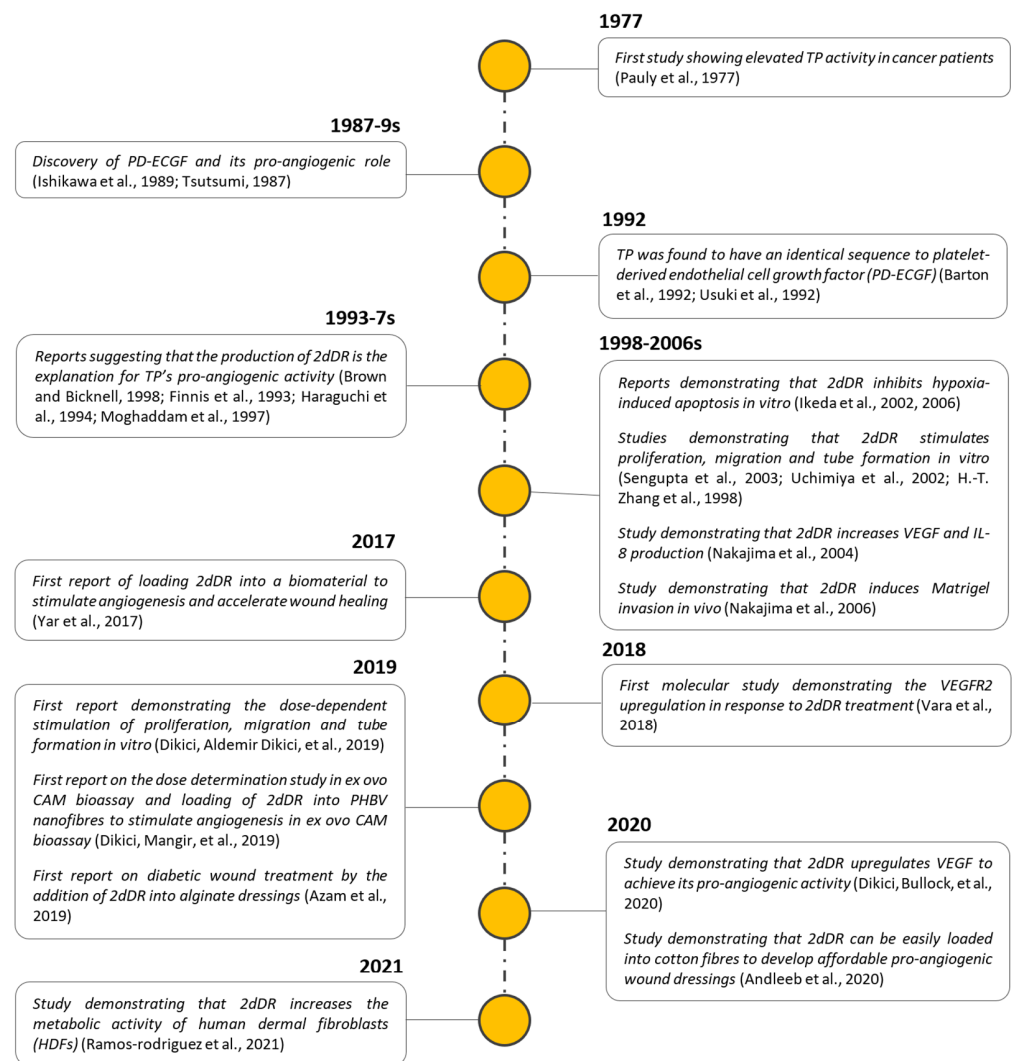 1977
First study showing elevated TP activity in cancer patients
(Pauly et al., 1977)
1987-9s
Discovery of PD-ECGF and its pro-angiogenic role
(Ishikawa et al., 1989; Tsutsumi, 1987)
1992
TP was found to have an identical sequence to platelet-
derived endothelial cell growth factor (PD-ECGF) (Barton
et al., 1992; Usuki et al., 1992)
1993-7s
Reports suggesting that the production of 2dDR is the
explanation for TP's pro-angiogenic activity (Brown
and Bicknell, 1998; Finnis et al., 1993; Haraguchi et
al., 1994; Moghaddam et al., 1997)
1998-2006s
Reports demonstrating that 2dDR inhibits hypoxia-
induced apoptosis in vitro (Ikeda et al., 2002, 2006)
Studies demonstrating that 2dDR stimulates
proliferation, migration and tube formation in vitro
(Sengupta et al., 2003; Uchimiya et al., 2002; H.-T.
Zhang et al., 1998)
Study demonstrating that 2dDR increases VEGF and IL-
8 production (Nakajima et al., 2004)
Study demonstrating that 2dDR induces Matrigel
invasion in vivo (Nakajima et al., 2006)
2017
First report of loading 2dDR into a biomaterial to
stimulate angiogenesis and accelerate wound healing
(Yar et al., 2017)
2018
First molecular study demonstrating the VEGFR2
upregulation in response to 2dDR treatment (Vara et al.,
2018)
2019
First report demonstrating the dose-dependent
stimulation of proliferation, migration and tube
formation in vitro (Dikici, Aldemir Dikici, et al., 2019)
First report on the dose determination study in ex ovo
CAM bioassay and loading of 2dDR into PHBV
nanofibres to stimulate angiogenesis in ex ovo CAM
bioassay (Dikici, Mangir, et al., 2019)
First report on diabetic wound treatment by the
addition of 2dDR into alginate dressings (Azam et al.,
2019)
2020
Study demonstrating that 2dDR upregulates VEGF to
achieve its pro-angiogenic activity (Dikici, Bullock, et al.,
2020)
Study demonstrating that 2dDR can be easily loaded
into cotton fibres to develop affordable pro-angiogenic
wound dressings (Andleeb et al., 2020)
2021
Study demonstrating that 2dDR increases the
metabolic activity of human dermal fibroblasts
(HDFs) (Ramos-rodriguez et al., 2021)